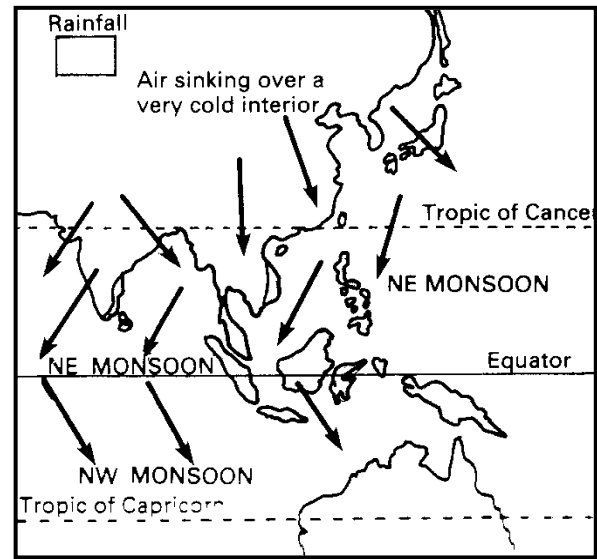 Rainfall
Air sinking over a
very cold interior
Tropic of Cancer
NE MONSOON
NE MONSOON
Equator
NW MONSOON
Tropic of Capricorn